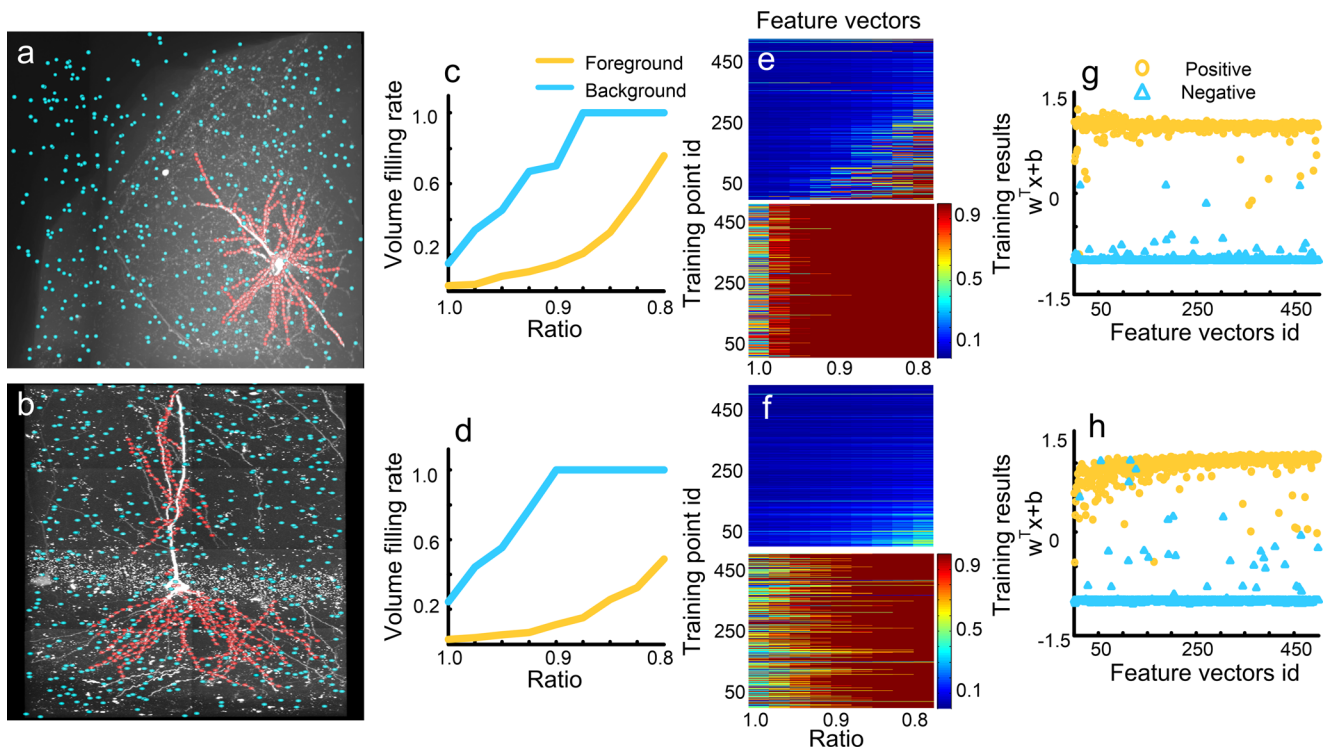 a
c
Foreground
Background
Volume filling rate
1.0
0.6
0.2
1.0
0.9
0.8
Ratio
Feature vectors
e
Training point id
450
250
50
450
250
50
0.9
0.5
0.1
1.0
0.9
0.8
g
Positive
Negative
Training results
wᵀx+b
1.5
0
-1.5
50
250
450
Feature vectors id
b
d
Volume filling rate
1.0
0.6
0.2
1.0
0.9
0.8
Ratio
f
Training point id
450
250
50
450
250
50
0.9
0.5
0.1
1.0
0.9
0.8
Ratio
h
Training results
wᵀx+b
1.5
0
-1.5
50
250
450
Feature vectors id